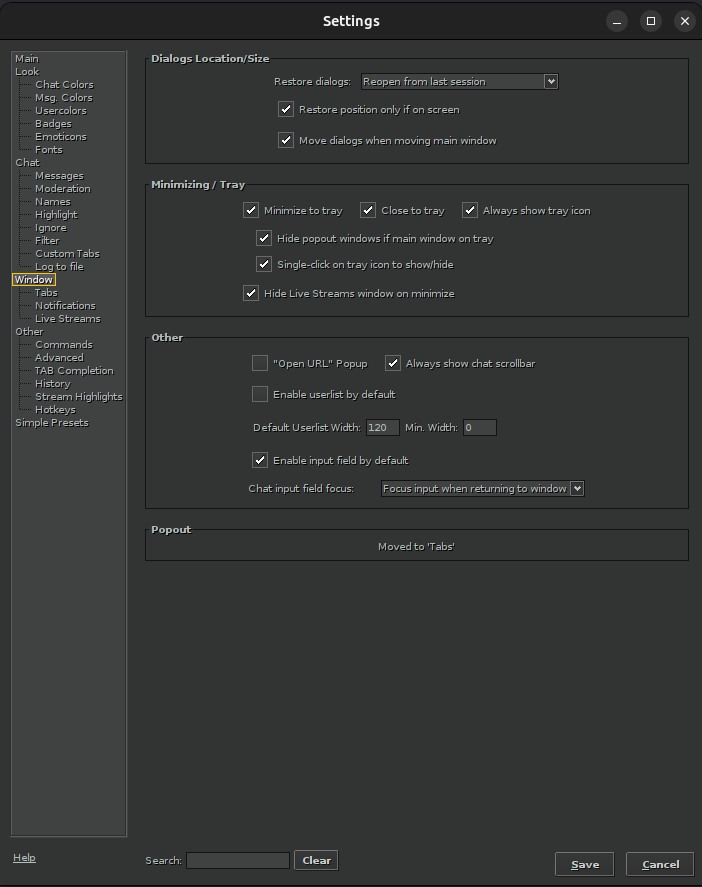 Settings
Main
Look
Chat Colors
Msg. Colors
Usercolors
Badges
Emoticons
Fonts
Chat
Messages
Moderation
Names
Highlight
Ignore
Filter
Custom Tabs
Log to file
Window
Tabs
Notifications
Live Streams
Other
Commands
Advanced
TAB Completion
History
Stream Highlights
Hotkeys
Simple Presets
Dialogs Location/Size
Restore dialogs: Reopen from last session
Restore position only if on screen
Move dialogs when moving main window
Minimizing / Tray
Minimize to tray Close to tray Always show tray icon
Hide popout windows if main window on tray
Single-click on tray icon to show/hide
Hide Live Streams window on minimize
Other
"Open URL" Popup Always show chat scrollbar
Enable userlist by default
Default Userlist Width: 120 Min. Width: 0
Enable input field by default
Chat input field focus: Focus input when returning to window
Popout
Moved to 'Tabs'
Help
Search: Clear
Save Cancel